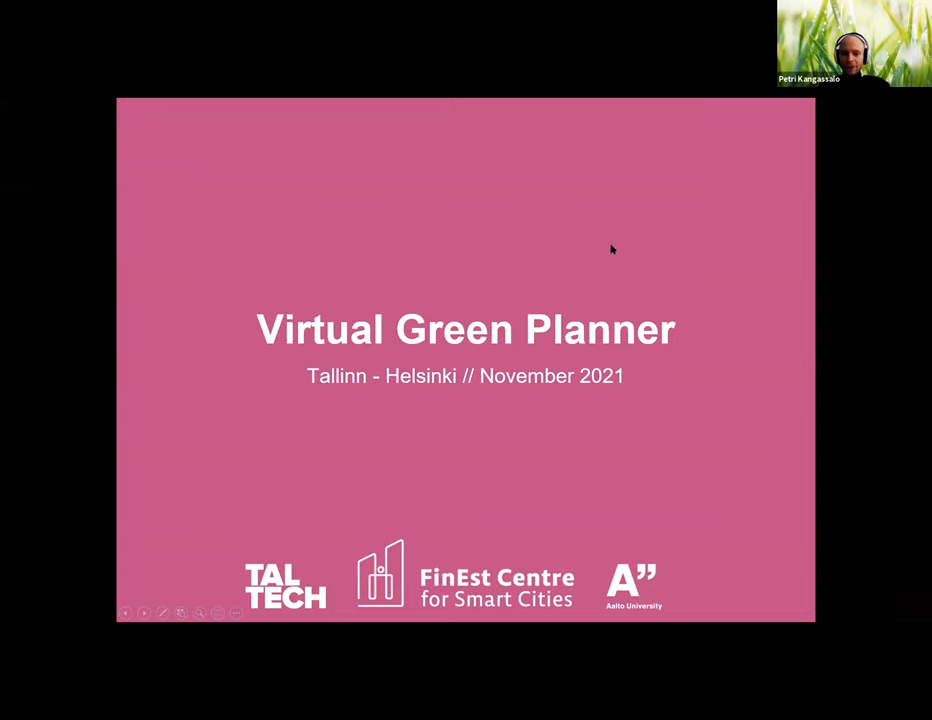 Petri Kangassalo
Virtual Green Planner
Tallinn - Helsinki // November 2021
TAL
TECH
FinEst Centre
for Smart Cities
A”
Aalto University